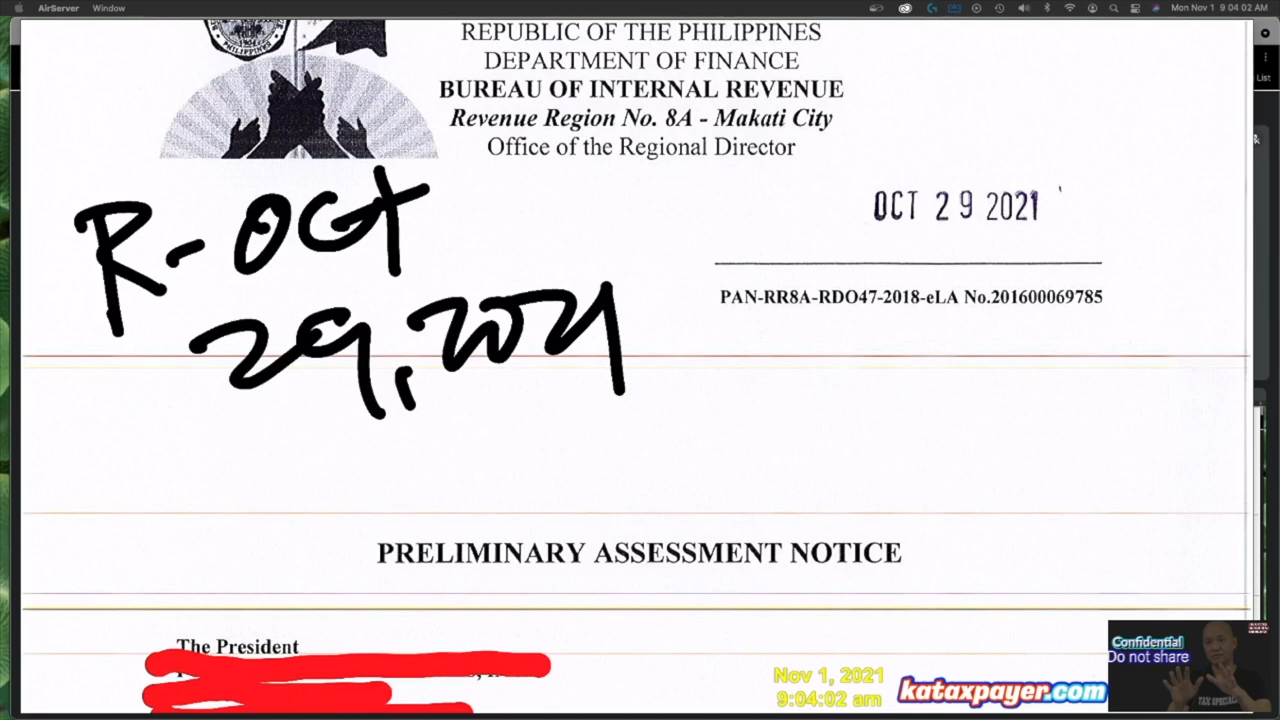 AirServer Window Mon Nov 1 9:04:02 AM
REPUBLIC OF THE PHILIPPINES
DEPARTMENT OF FINANCE
BUREAU OF INTERNAL REVENUE
Revenue Region No. 8A - Makati City
Office of the Regional Director
List
R- OCT
29, 2021
OCT 29 2021
PAN-RR8A-RDO47-2018-eLA No.201600069785
PRELIMINARY ASSESSMENT NOTICE
The President
Nov 1, 2021
9:04:02 am
kataxpayer.com
Confidential
Do not share